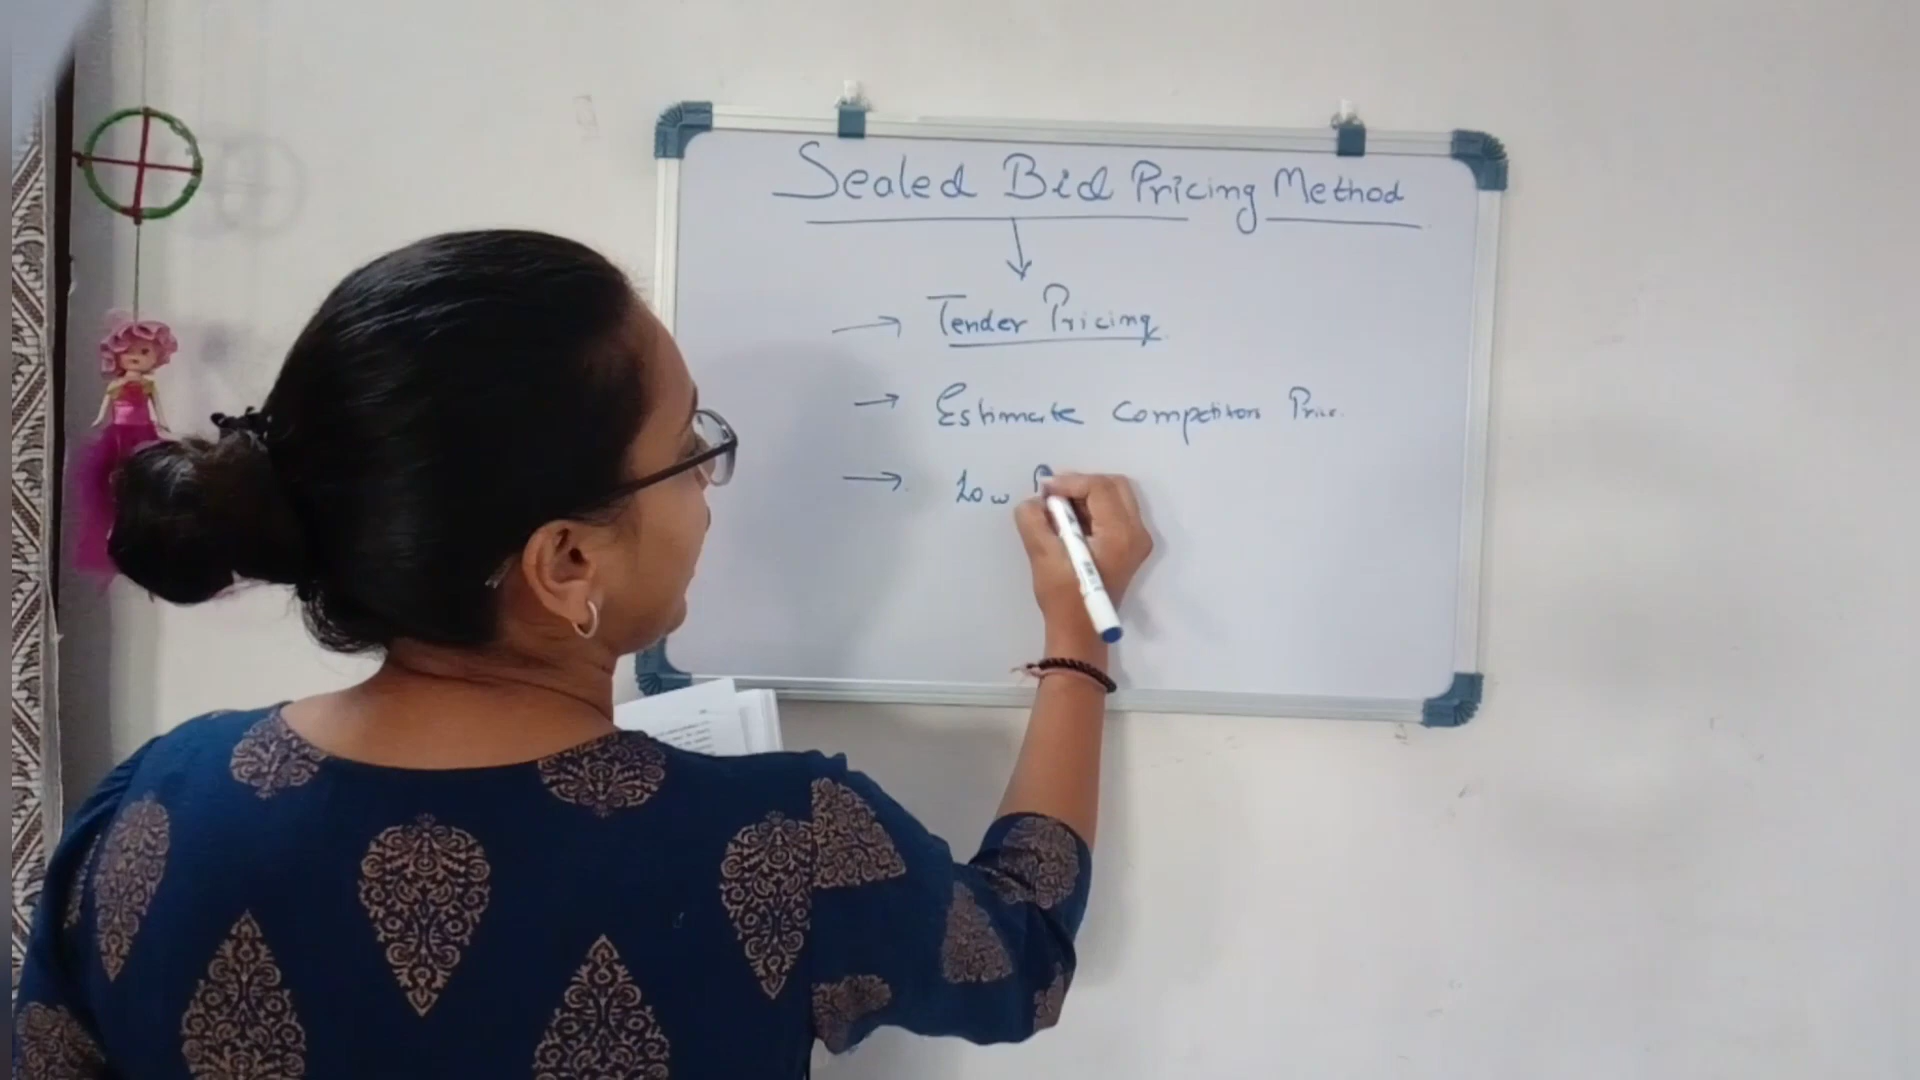 Sealed Bid Pricing Method
→ Tender Pricing
→ Estimate Competitors Price
→ Low P